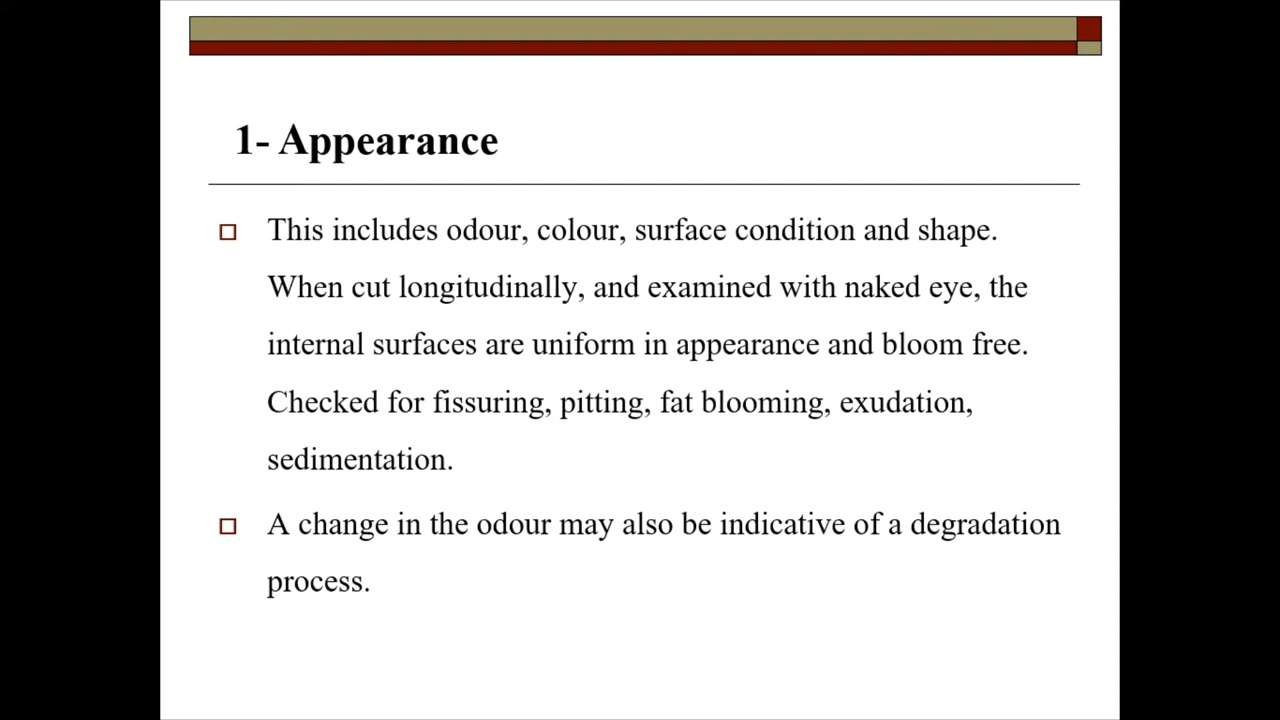 1- Appearance
This includes odour, colour, surface condition and shape.
When cut longitudinally, and examined with naked eye, the
internal surfaces are uniform in appearance and bloom free.
Checked for fissuring, pitting, fat blooming, exudation,
sedimentation.
A change in the odour may also be indicative of a degradation
process.